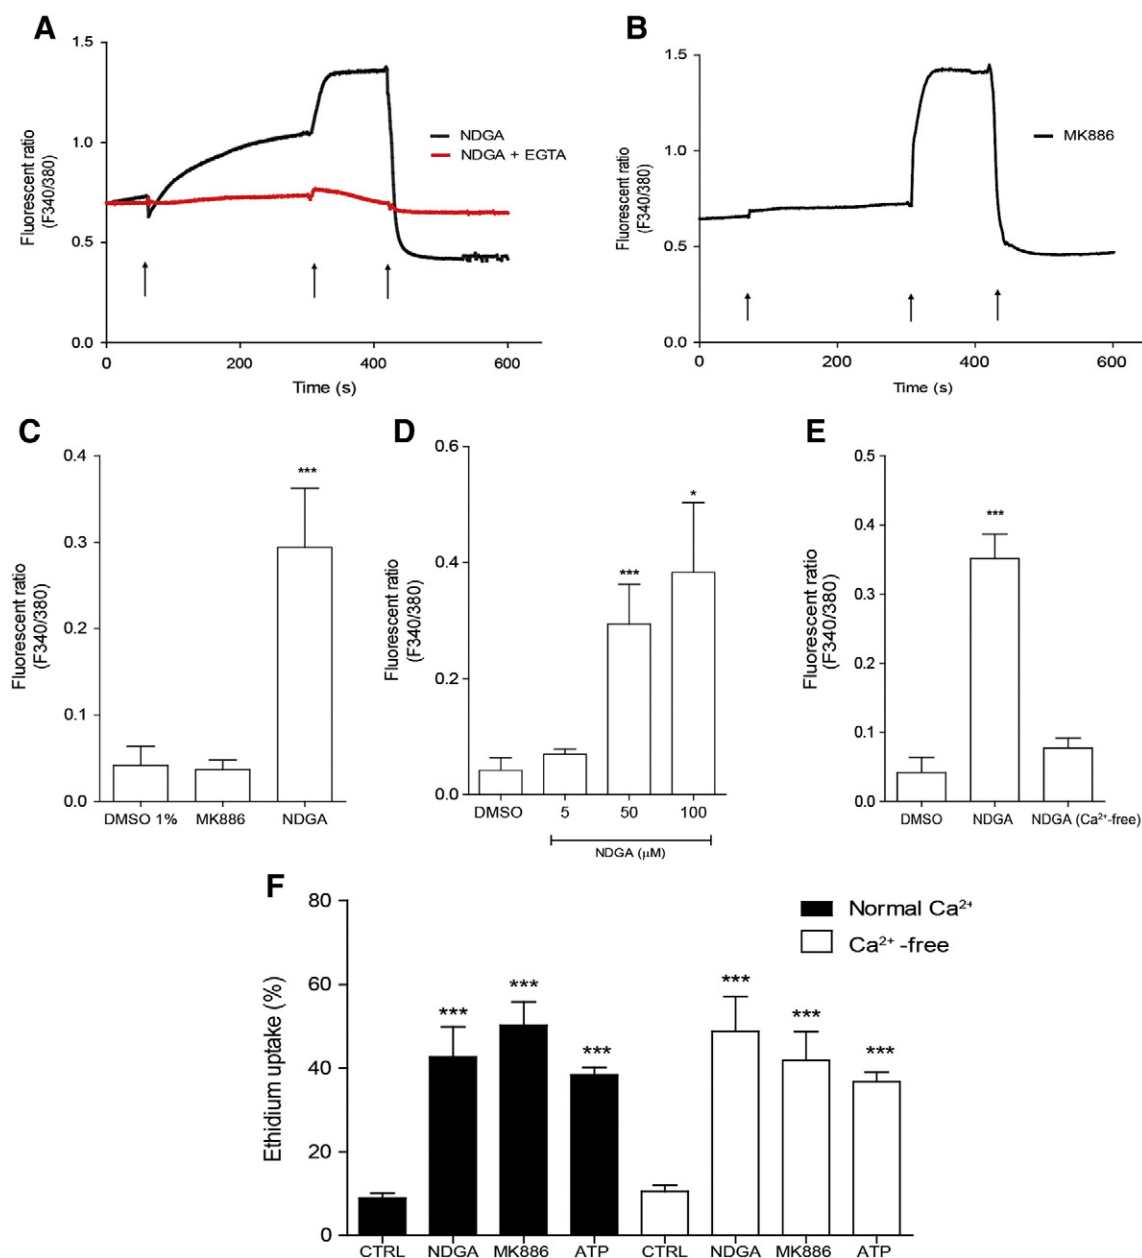 A
1.5
1.0
0.5
0.0
Fluorescent ratio
(F340/380)
NDGA
NDGA + EGTA
0
200
400
600
Time (s)
B
1.5
1.0
0.5
0.0
Fluorescent ratio
(F340/380)
MK886
0
200
400
600
Time (s)
C
0.4
0.3
0.2
0.1
0.0
Fluorescent ratio
(F340/380)
***
DMSO 1%
MK886
NDGA
D
0.6
0.4
0.2
0.0
Fluorescent ratio
(F340/380)
***
*
DMSO
5
50
100
NDGA (μM)
E
0.5
0.4
0.3
0.2
0.1
0.0
Fluorescent ratio
(F340/380)
***
DMSO
NDGA
NDGA (Ca²⁺-free)
F
80
60
40
20
0
Ethidium uptake (%)
Normal Ca²⁺
Ca²⁺ -free
***
***
***
***
***
***
CTRL
NDGA
MK886
ATP
CTRL
NDGA
MK886
ATP